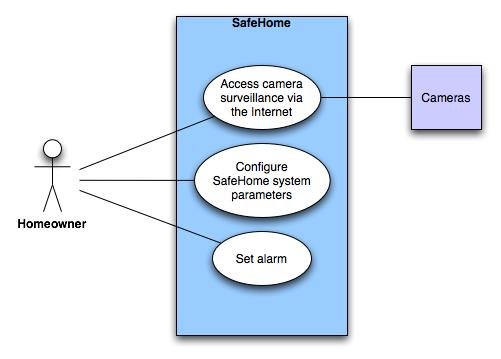 SafeHome
Access camera
surveillance via
the Internet
Cameras
Configure
SafeHome system
parameters
Homeowner
Set alarm